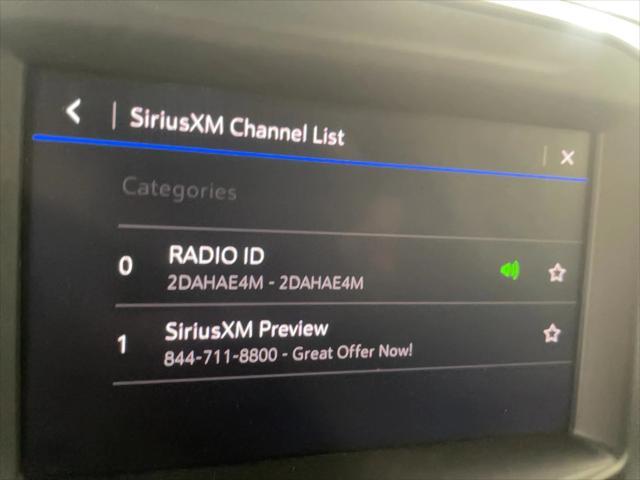 SiriusXM Channel List
Categories
0 RADIO ID
2DAHAE4M - 2DAHAE4M
1 SiriusXM Preview
844-711-8800 - Great Offer Now!